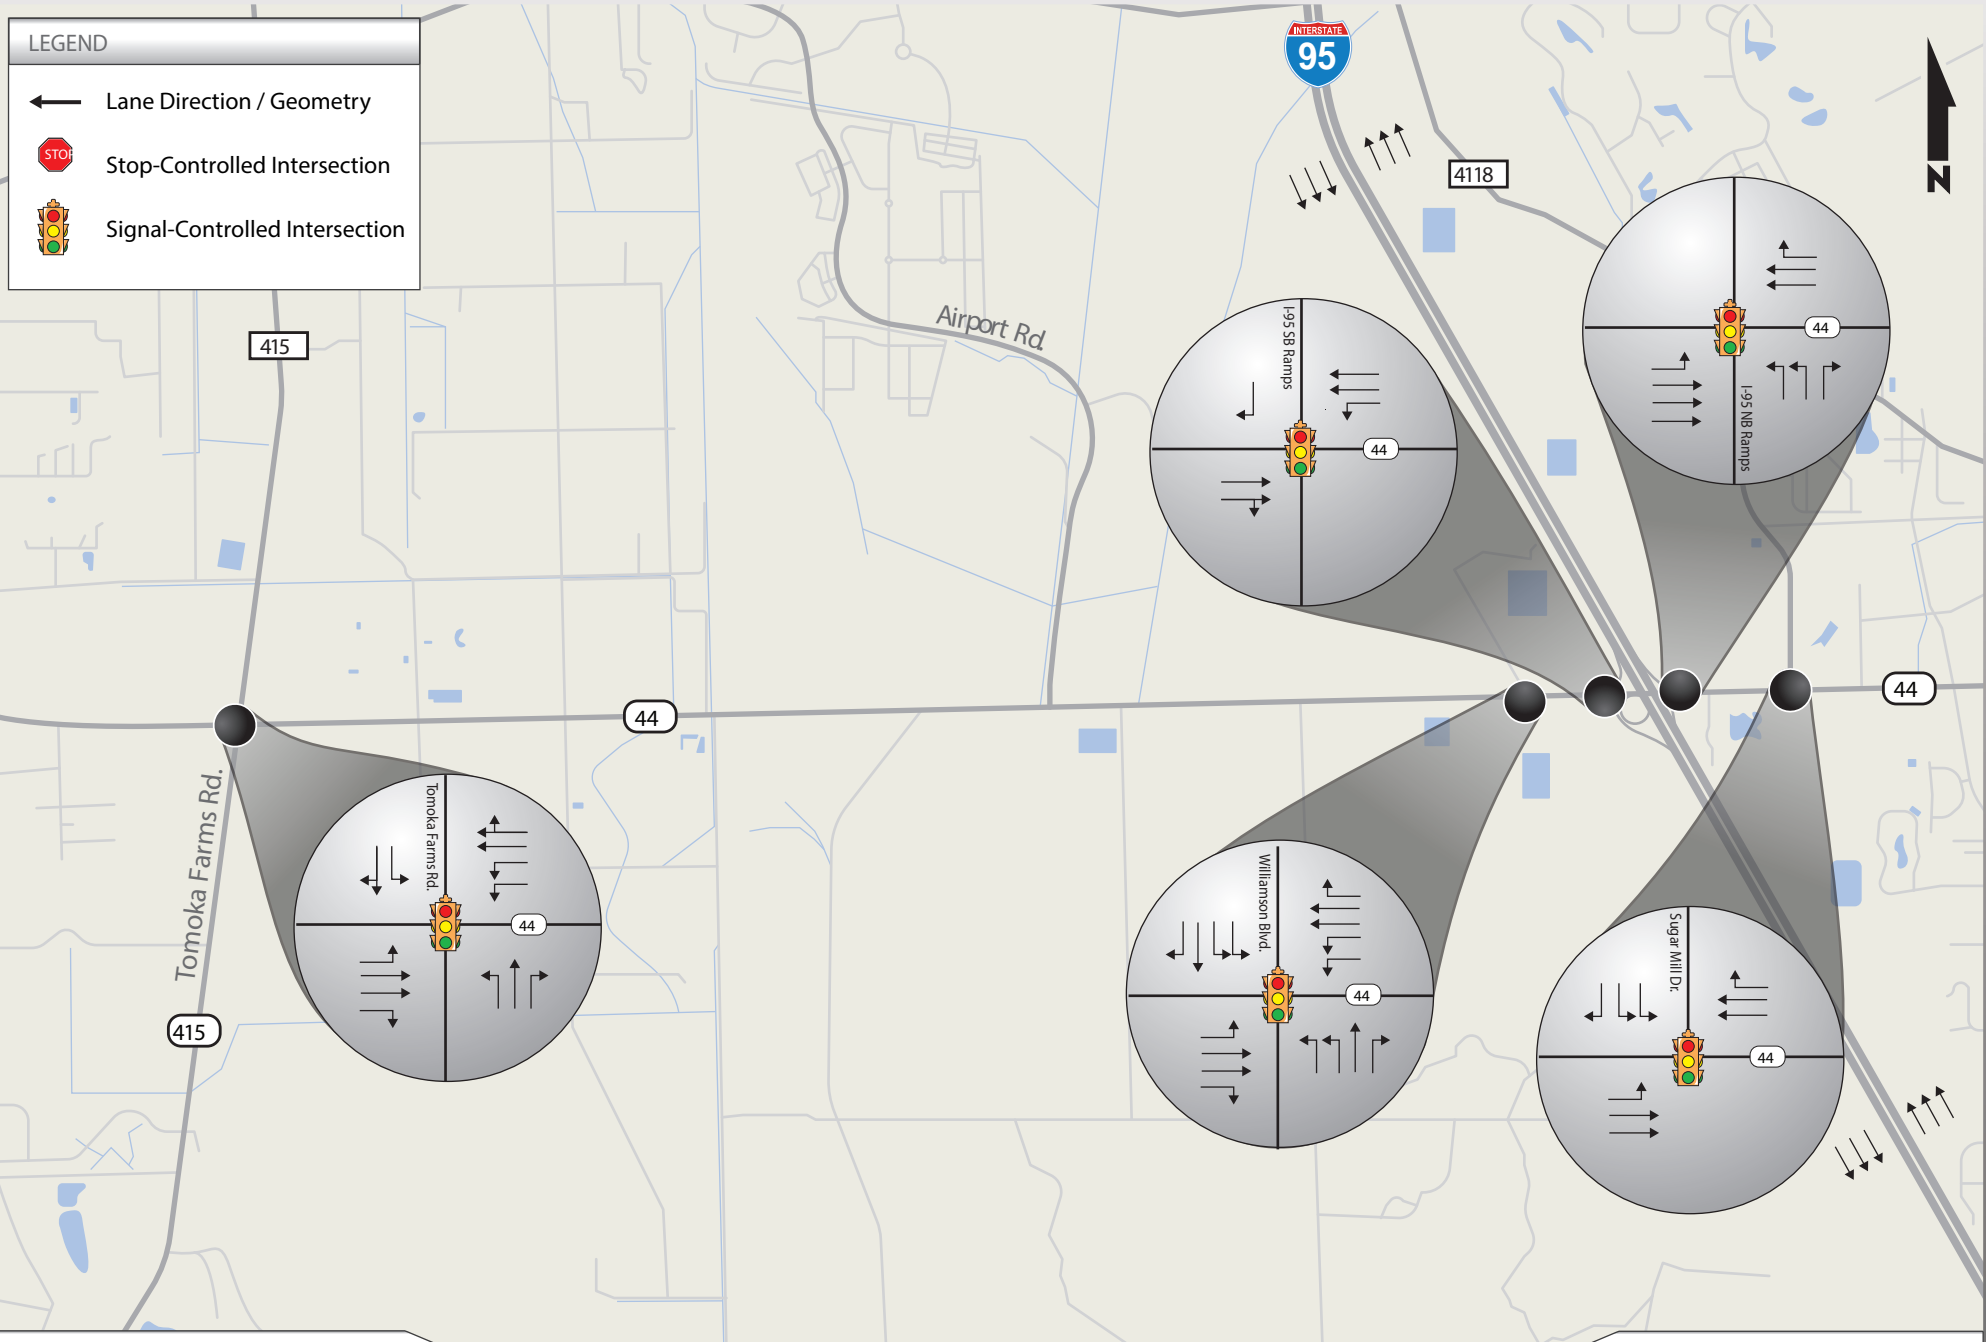 LEGEND
Lane Direction / Geometry
STOP
Stop-Controlled Intersection
Signal-Controlled Intersection
INTERSTATE
95
4118
N
415
Airport Rd.
I-95 SB Ramps
44
44
I-95 NB Ramps
44
44
Tomoka Farms Rd.
415
Tomoka Farms Rd.
44
Williamson Blvd.
44
Sugar Mill Dr.
44